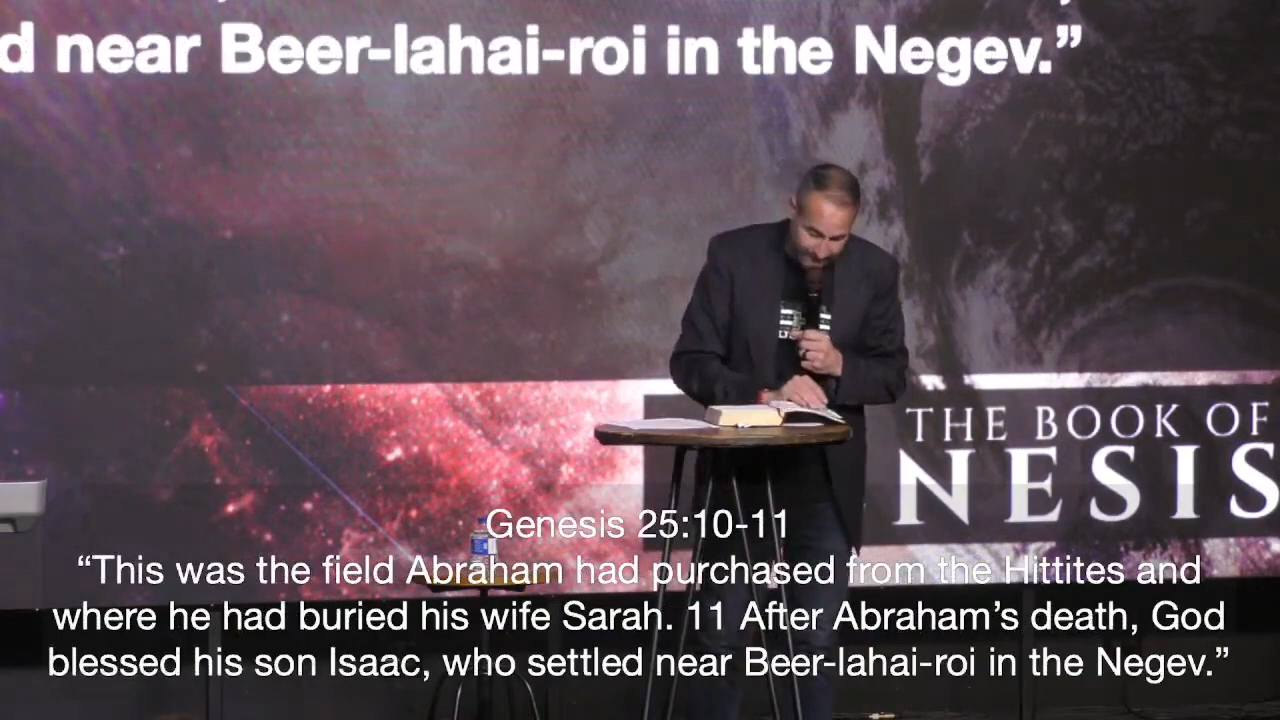 d near Beer-lahai-roi in the Negev.”
THE BOOK OF
NESIS
Genesis 25:10-11
“This was the field Abraham had purchased from the Hittites and
where he had buried his wife Sarah. 11 After Abraham’s death, God
blessed his son Isaac, who settled near Beer-lahai-roi in the Negev.”